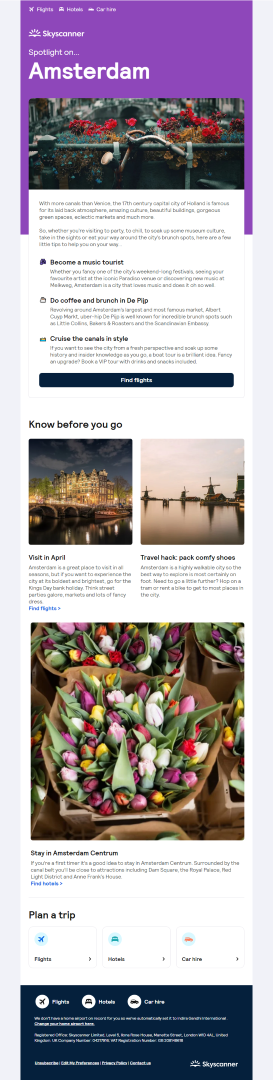 Flights Hotels Car hire
Skyscanner
Spotlight on...
Amsterdam
With more canals than Venice, the 17th century capital city of Holland is famous
for its laid back atmosphere, amazing culture, beautiful buildings, gorgeous
green spaces, eclectic markets and much more.
So, whether you're visiting to party, to chill, to soak up some museum culture,
take in the sights or eat your way around the city's brunch spots, here are a few
little tips to help you on your way...
Become a music tourist
Whether you fancy one of the city's weekend-long festivals, seeing your
favourite artist at the iconic Paradiso venue or discovering new music at
Melkweg, Amsterdam is a city that loves music and does it oh so well.
Do coffee and brunch in De Pijp
Revolving around Amsterdam's largest and most famous market, Albert
Cuyp Markt, uber-hip De Pijp is a well known for incredible brunch spots such
as Little Collins, Bakers & Roasters and the Scandinavian Embassy.
Cruise the canals in style
If you want to see the city from a fresh perspective and soak up some
history and insider knowledge as you go, a boat tour is a brilliant idea. Fancy
an upgrade? Book a VIP tour with drinks and snacks included.
Find flights
Know before you go
Visit in April
Amsterdam is a great place to visit in all
seasons, but if you want to experience the
city at its boldest and brightest, go for the
Kings Day bank holiday. Think street
parties galore, markets and lots of fancy
dress.
Find flights >
Travel hack: pack comfy shoes
Amsterdam is a highly walkable city so the
best way to explore is most certainly on
foot. Need to go a little further? Hop on a
tram or rent a bike to get to most places in
the city.
Stay in Amsterdam Centrum
If you're a first timer it's a good idea to stay in Amsterdam Centrum. Surrounded by the
canal belt you'll be close to attractions including Dam Square, the Royal Palace, Red
Light District and Anne Frank's House.
Find hotels >
Plan a trip
Flights
Hotels
Car hire
Flights Hotels Car hire
We don't have a home airport on record for you so we've automatically set it to Indira Gandhi International.
Change your home airport here.
Registered Office: Skyscanner Limited, Level 5, Ilona Rose House, Manette Street, London W1D 4AL, United
Kingdom. UK Company Number
Unsubscribe | Edit My Preferences | Privacy Policy | Contact us
Skyscanner